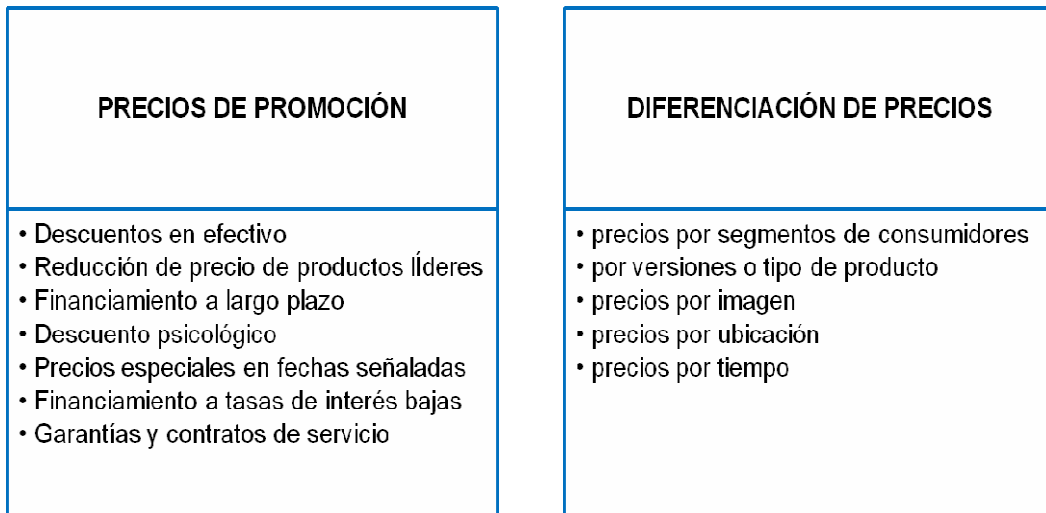 PRECIOS DE PROMOCIÓN
• Descuentos en efectivo
• Reducción de precio de productos lÍderes
• Financiamiento a largo plazo
• Descuento psicológico
• Precios especiales en fechas señaladas
• Financiamiento a tasas de interés bajas
• Garantías y contratos de servicio
DIFERENCIACIÓN DE PRECIOS
• precios por segmentos de consumidores
• por versiones o tipo de producto
• precios por imagen
• precios por ubicación
• precios por tiempo